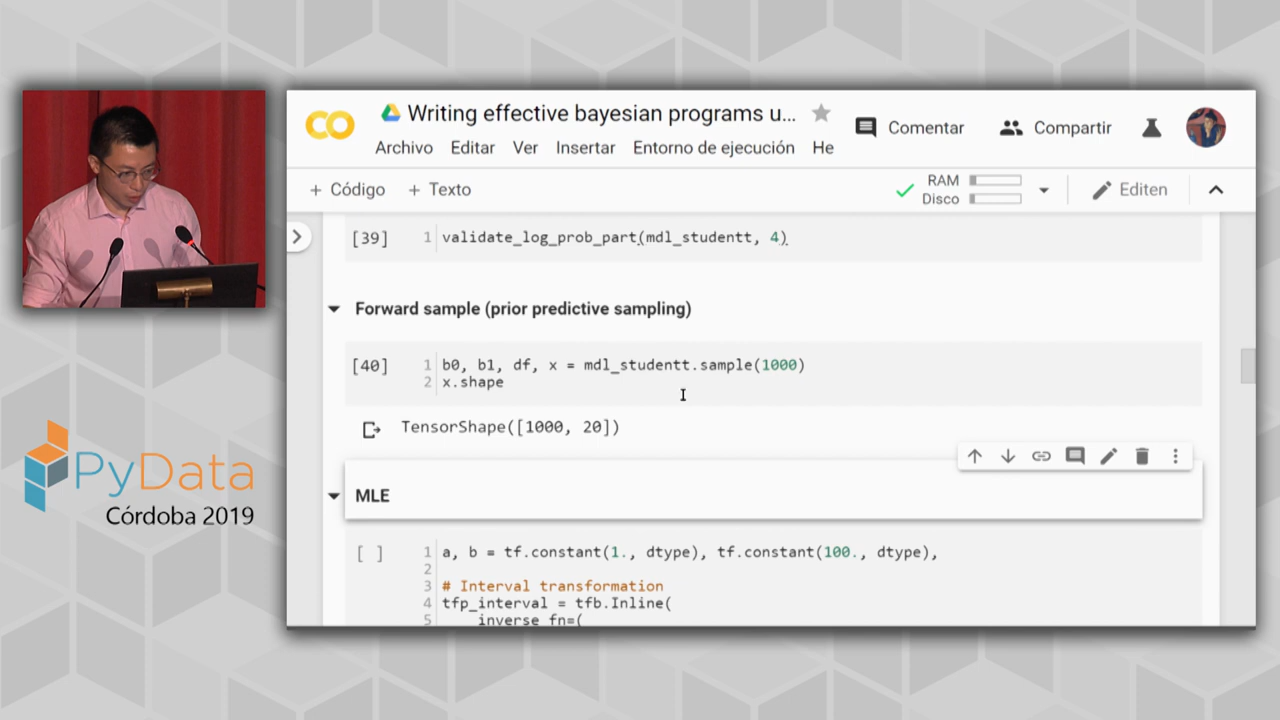 CO
Writing effective bayesian programs u...
Comentar
Compartir
Archivo Editar Ver Insertar Entorno de ejecución He
+ Código + Texto
RAM
Disco
Editen
[39] 1 validate_log_prob_part(mdl_studentt, 4)
Forward sample (prior predictive sampling)
[40] 1 b0, b1, df, x = mdl_studentt.sample(1000)
2 x.shape
TensorShape([1000, 20])
MLE
[ ] 1 a, b = tf.constant(1., dtype), tf.constant(100., dtype),
2
3 # Interval transformation
4 tfp_interval = tfb.Inline(
5 inverse_fn=(
PyData
Córdoba 2019